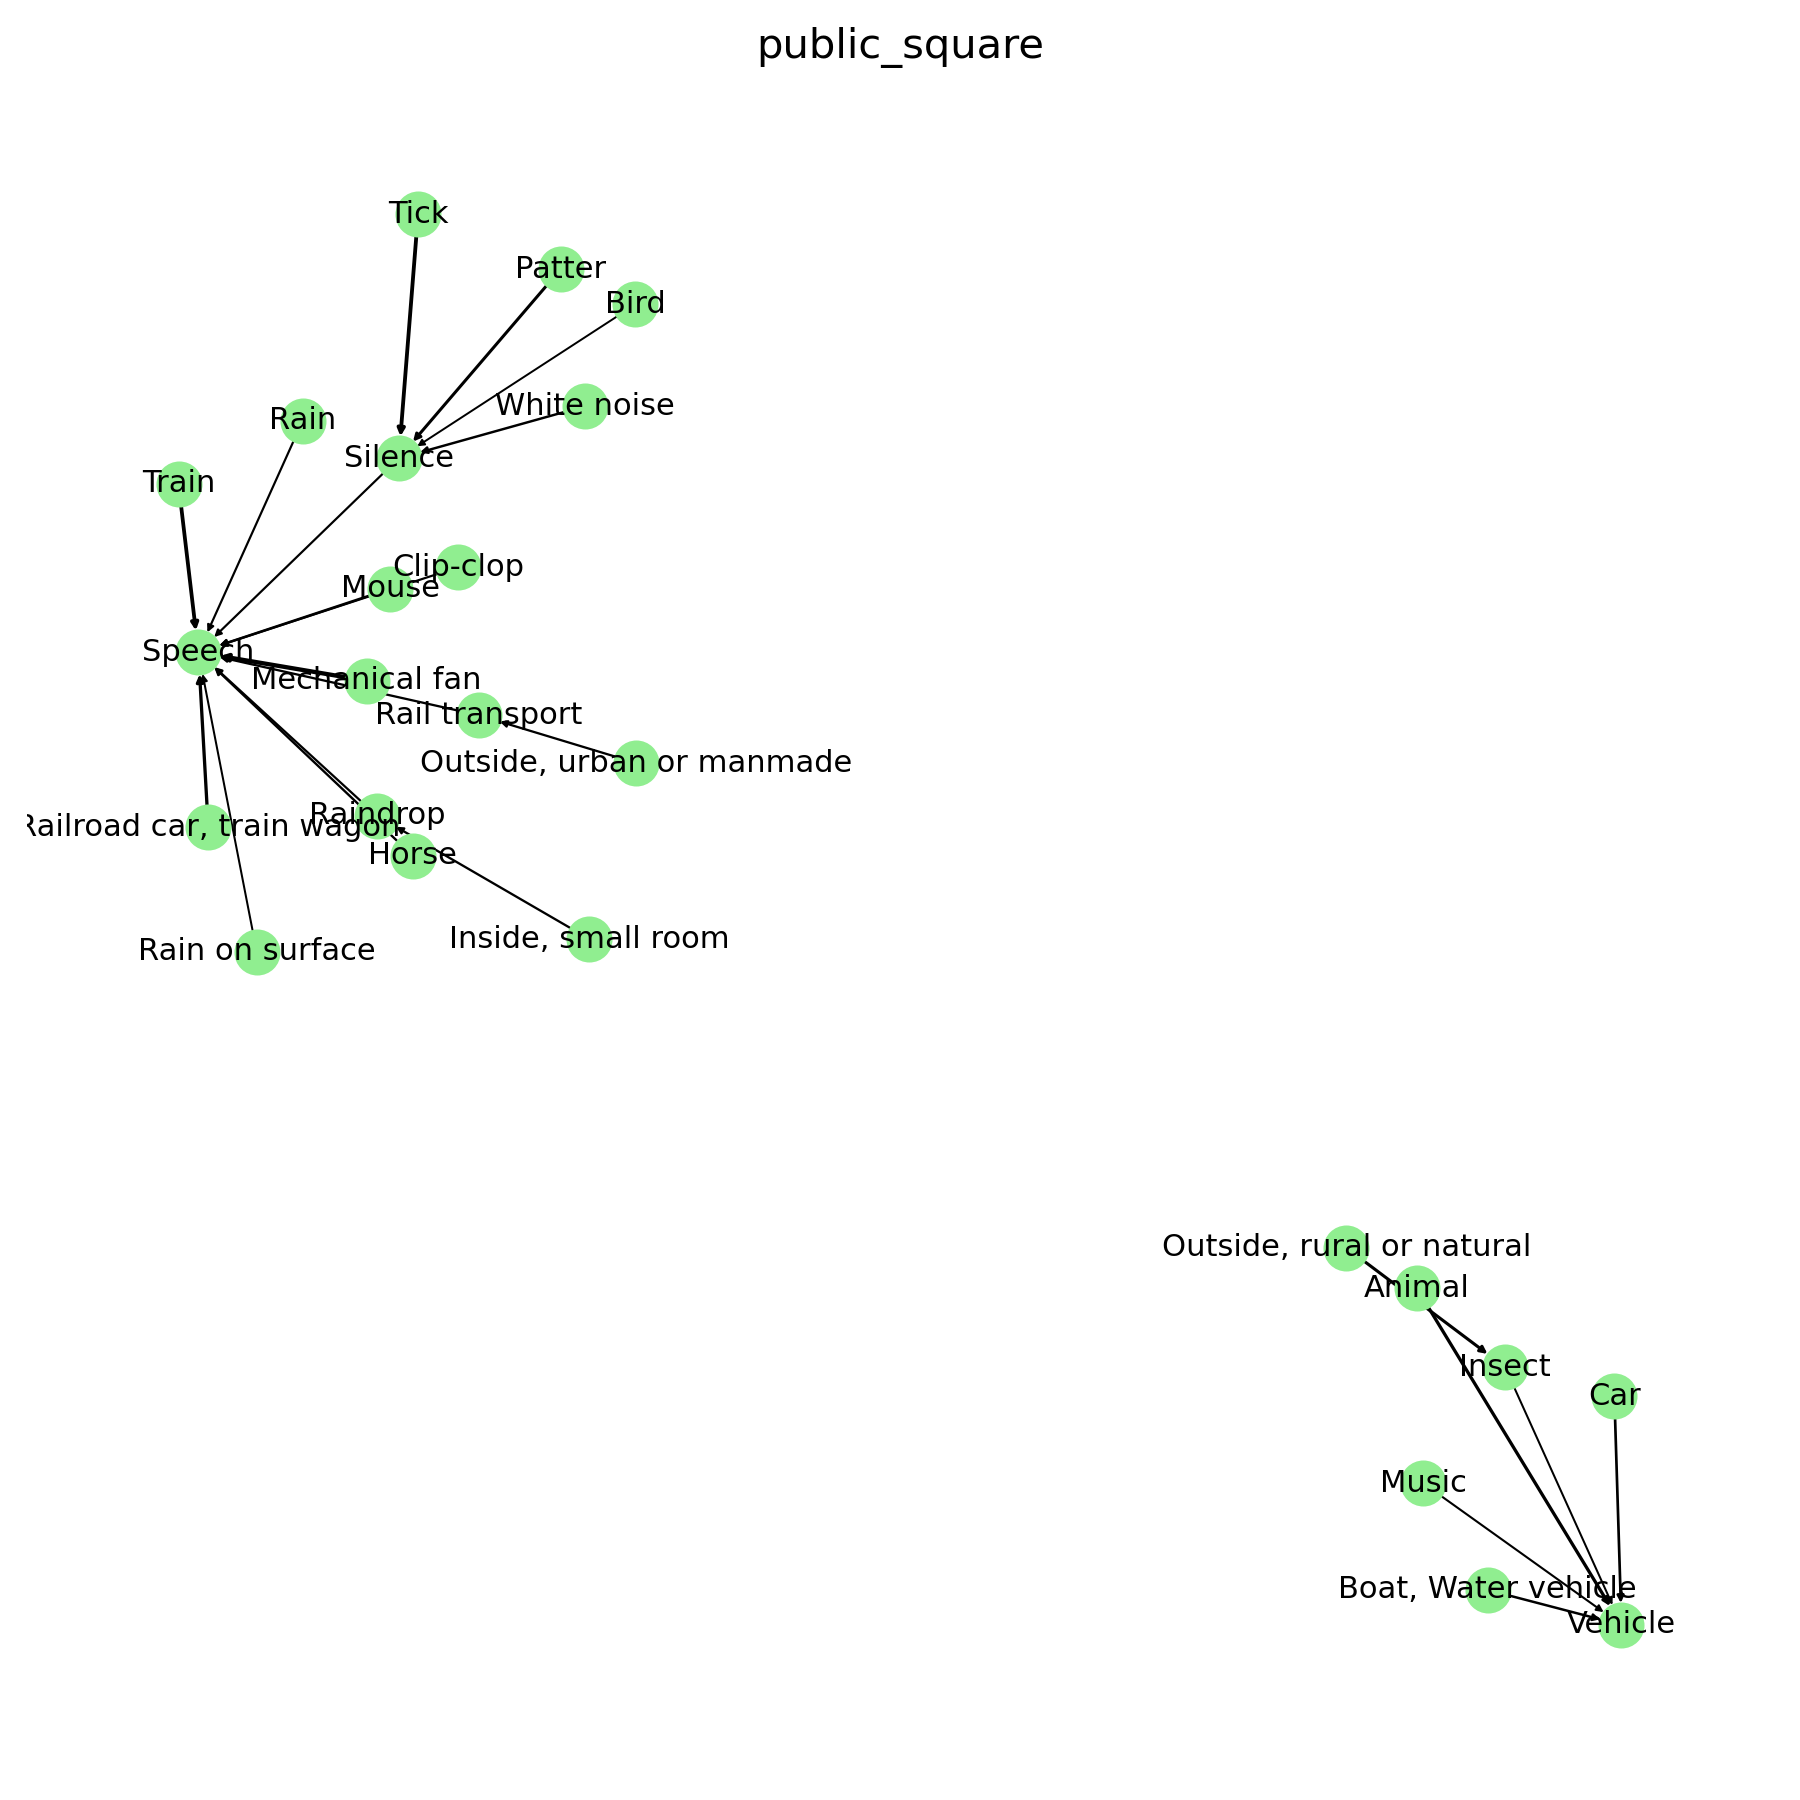 public_square
Tick
Patter
Bird
White noise
Rain
Silence
Train
Clip-clop
Mouse
Speech
Mechanical fan
Rail transport
Outside, urban or manmade
Raindrop
Railroad car, train wagon
Horse
Inside, small room
Rain on surface
Outside, rural or natural
Animal
Insect
Car
Music
Boat, Water vehicle
Vehicle